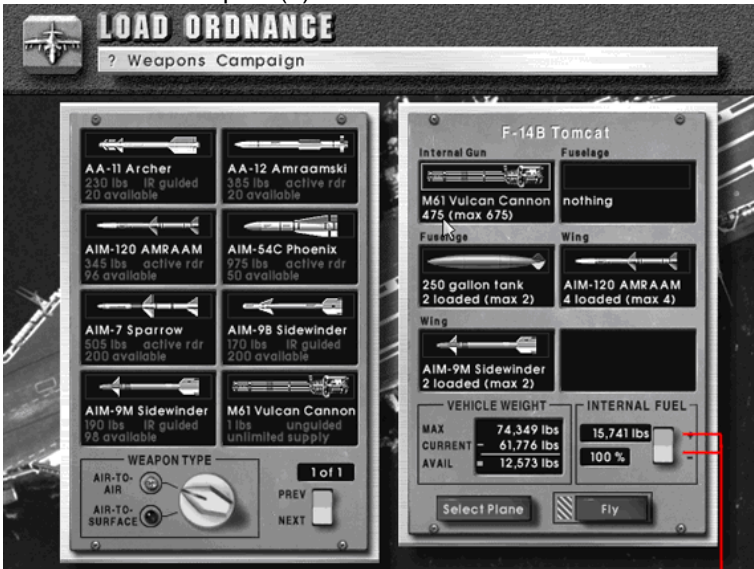 LOAD ORDNANCE
? Weapons Campaign
AA-11 Archer
230 lbs IR guided
20 available
AA-12 Amraamski
385 lbs active rdr
20 available
AIM-120 AMRAAM
345 lbs active rdr
96 available
AIM-54C Phoenix
975 lbs active rdr
50 available
AIM-7 Sparrow
505 lbs active rdr
200 available
AIM-9B Sidewinder
170 lbs IR guided
200 available
AIM-9M Sidewinder
190 lbs IR guided
98 available
M61 Vulcan Cannon
1 lbs unguided
unlimited supply
WEAPON TYPE
AIR-TO-
AIR
AIR-TO-
SURFACE
1 of 1
PREV
NEXT
F-14B Tomcat
Internal Gun
M61 Vulcan Cannon
475 (max 675)
Fuselage
nothing
Fuselage
250 gallon tank
2 loaded (max 2)
Wing
AIM-120 AMRAAM
4 loaded (max 4)
Wing
AIM-9M Sidewinder
2 loaded (max 2)
VEHICLE WEIGHT
MAX 74,349 lbs
CURRENT - 61,776 lbs
AVAIL = 12,573 lbs
INTERNAL FUEL
15,741 lbs
100 %
+
-
Select Plane
Fly